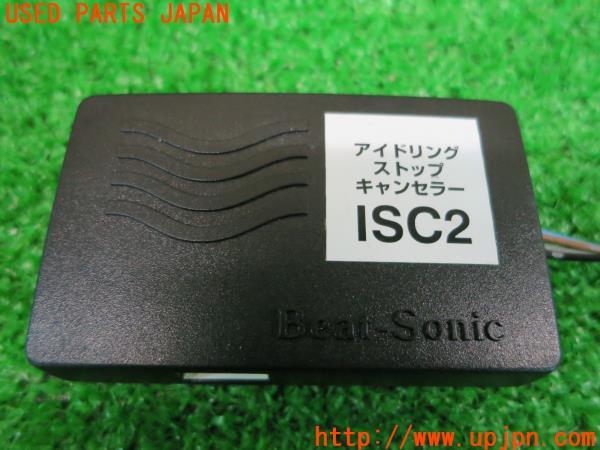 USED PARTS JAPAN
アイドリング
ストップ
キャンセラー
ISC2
Beat-Sonic
http://www.upjpn.com